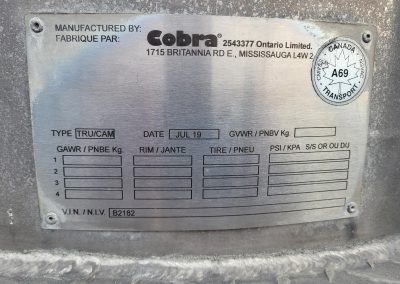 MANUFACTURED BY:
FABRIQUE PAR:
Cobra 2543377 Ontario Limited.
1715 BRITANNIA RD E., MISSISSAUGA L4W 2
CANADA
A69
TRANSPORT
TYPE TRU/CAM DATE JUL 19 GVWR / PNBV Kg.
GAWR / PNBE Kg. RIM / JANTE TIRE / PNEU PSI / KPA S/S OR OU DU
1
2
3
4
V.I.N. / N.I.V. B2162